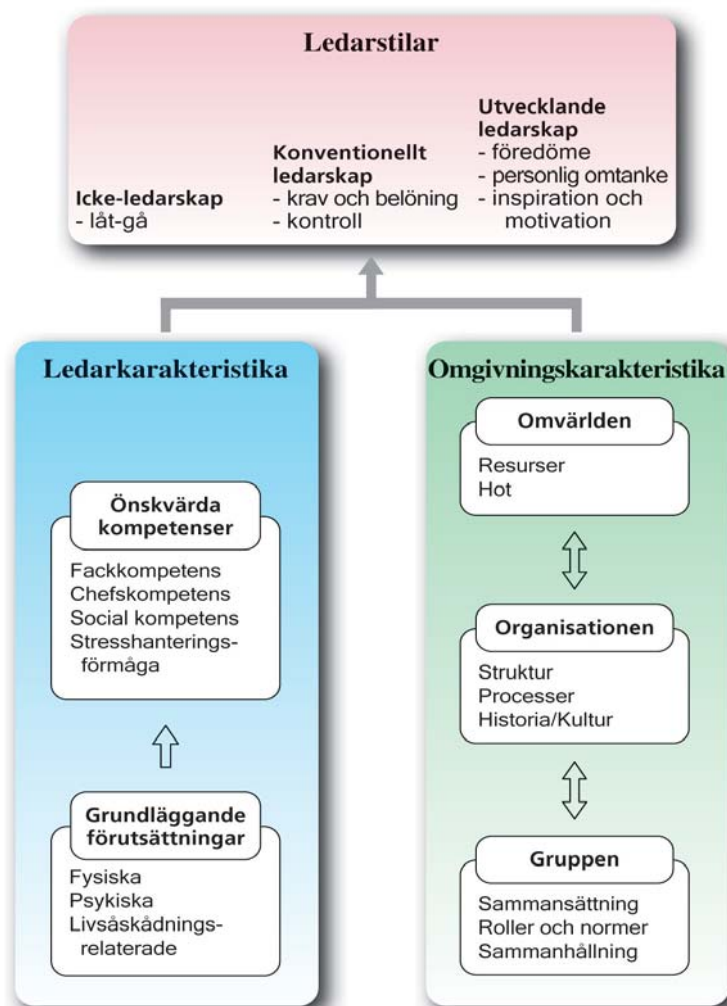 Ledarstilar
Icke-ledarskap
- låt-gå
Konventionellt
ledarskap
- krav och belöning
- kontroll
Utvecklande
ledarskap
- föredöme
- personlig omtanke
- inspiration och
motivation
Ledarkarakteristika
Önskvärda
kompetenser
Fackkompetens
Chefskompetens
Social kompetens
Stresshanterings-
förmåga
Grundläggande
förutsättningar
Fysiska
Psykiska
Livsåskådnings-
relaterade
Omgivningskarakteristika
Omvärlden
Resurser
Hot
Organisationen
Struktur
Processer
Historia/Kultur
Gruppen
Sammansättning
Roller och normer
Sammanhållning